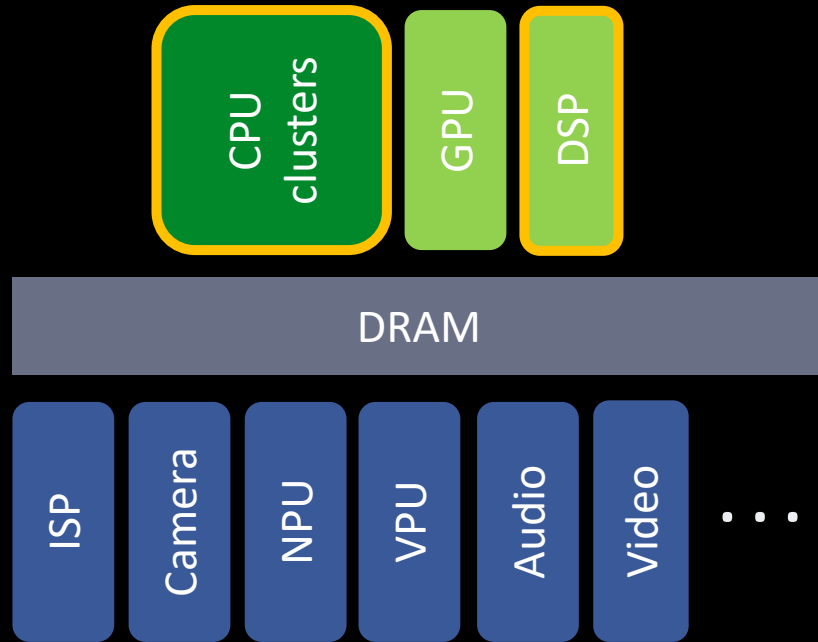 CPU
clusters
GPU
DSP
DRAM
ISP
Camera
NPU
VPU
Audio
Video
. . .